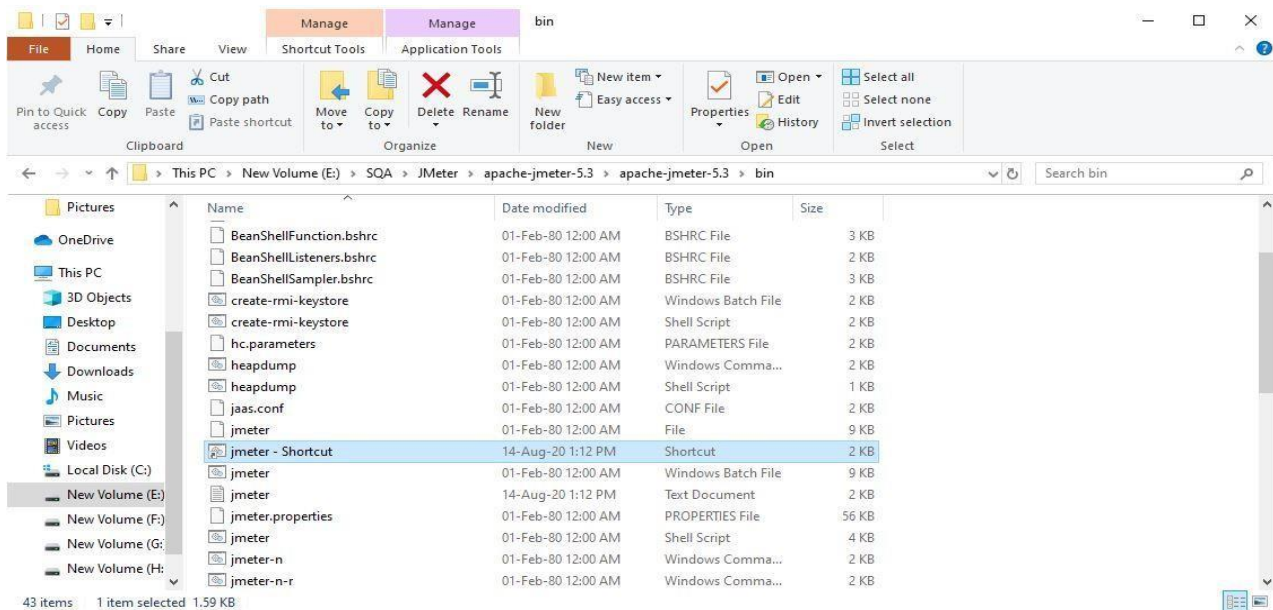 Manage Manage bin
File Home Share View Shortcut Tools Application Tools
Pin to Quick access
Copy
Paste
Cut
Copy path
Paste shortcut
Clipboard
Move to
Copy to
Delete
Rename
Organize
New folder
New item
Easy access
New
Properties
Open
Edit
History
Open
Select all
Select none
Invert selection
Select
This PC > New Volume (E:) > SQA > JMeter > apache-jmeter-5.3 > apache-jmeter-5.3 > bin
Search bin
Pictures
OneDrive
This PC
3D Objects
Desktop
Documents
Downloads
Music
Pictures
Videos
Local Disk (C:)
New Volume (E:)
New Volume (F:)
New Volume (G:
New Volume (H:
Name Date modified Type Size
BeanShellFunction.bshrc 01-Feb-80 12:00 AM BSHRC File 3 KB
BeanShellListeners.bshrc 01-Feb-80 12:00 AM BSHRC File 2 KB
BeanShellSampler.bshrc 01-Feb-80 12:00 AM BSHRC File 3 KB
create-rmi-keystore 01-Feb-80 12:00 AM Windows Batch File 2 KB
create-rmi-keystore 01-Feb-80 12:00 AM Shell Script 2 KB
hc.parameters 01-Feb-80 12:00 AM PARAMETERS File 2 KB
heapdump 01-Feb-80 12:00 AM Windows Comma... 2 KB
heapdump 01-Feb-80 12:00 AM Shell Script 1 KB
jaas.conf 01-Feb-80 12:00 AM CONF File 2 KB
jmeter 01-Feb-80 12:00 AM File 9 KB
jmeter - Shortcut 14-Aug-20 1:12 PM Shortcut 2 KB
jmeter 01-Feb-80 12:00 AM Windows Batch File 9 KB
jmeter 14-Aug-20 1:12 PM Text Document 2 KB
jmeter.properties 01-Feb-80 12:00 AM PROPERTIES File 56 KB
jmeter 01-Feb-80 12:00 AM Shell Script 4 KB
jmeter-n 01-Feb-80 12:00 AM Windows Comma... 2 KB
jmeter-n-r 01-Feb-80 12:00 AM Windows Comma... 2 KB
43 items 1 item selected 1.59 KB